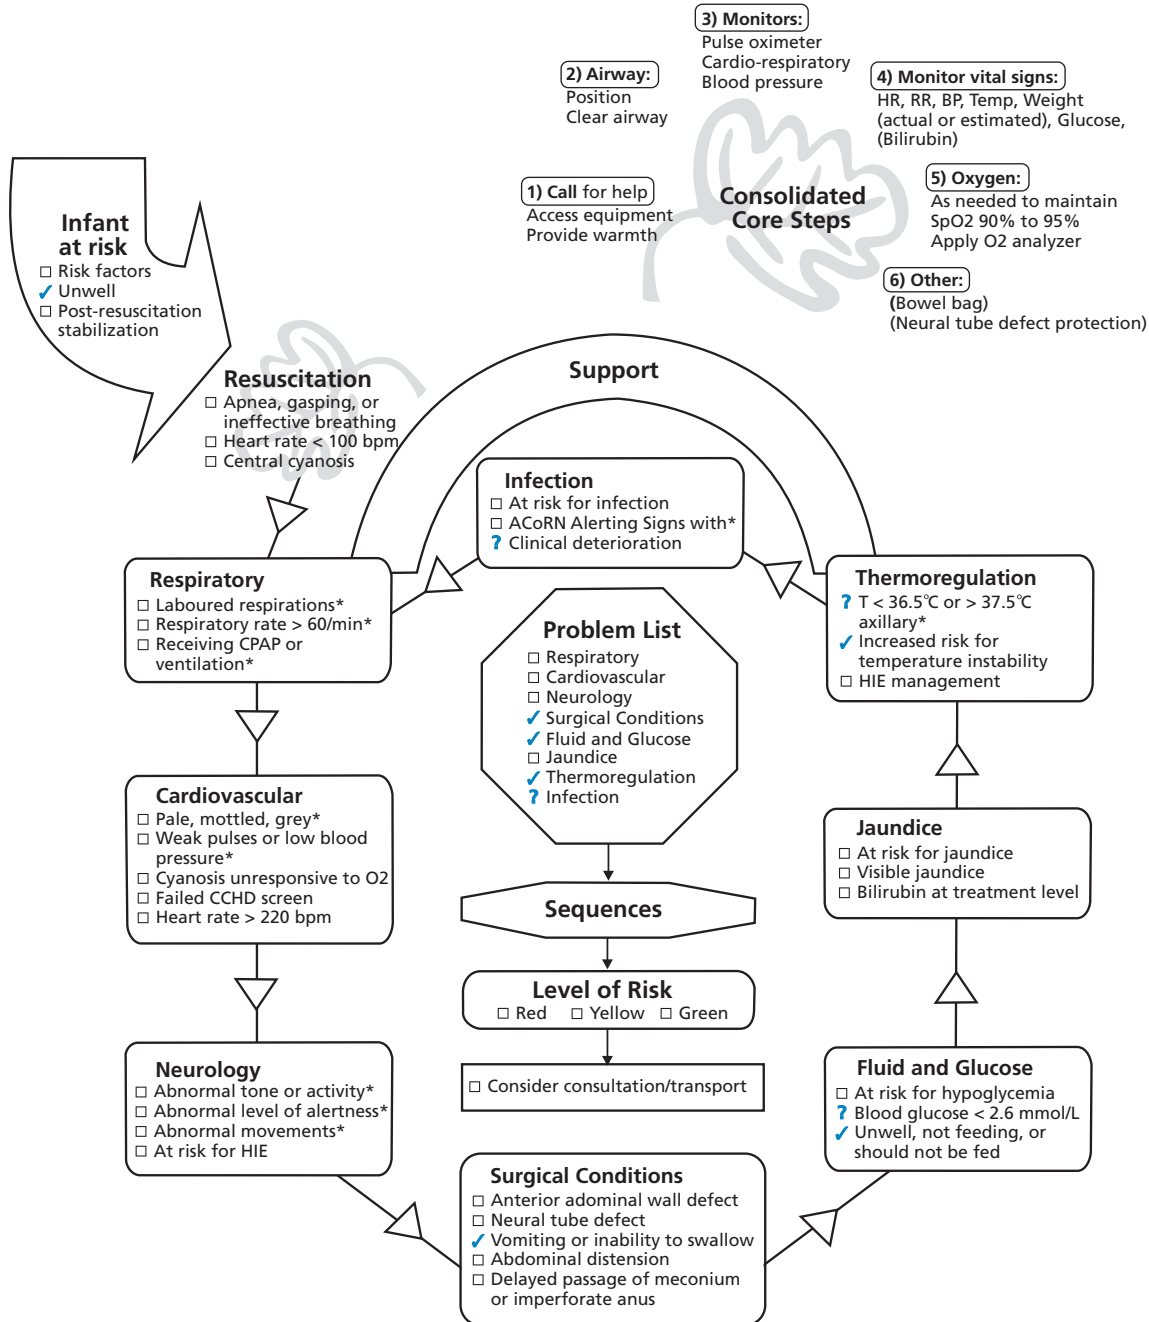 3) Monitors:
Pulse oximeter
Cardio-respiratory
Blood pressure
2) Airway:
Position
Clear airway
4) Monitor vital signs:
HR, RR, BP, Temp, Weight
(actual or estimated), Glucose,
(Bilirubin)
1) Call for help
Access equipment
Provide warmth
Consolidated
Core Steps
5) Oxygen:
As needed to maintain
SpO2 90% to 95%
Apply O2 analyzer
6) Other:
(Bowel bag)
(Neural tube defect protection)
Infant
at risk
☐ Risk factors
✓ Unwell
☐ Post-resuscitation
stabilization
Resuscitation
☐ Apnea, gasping, or
ineffective breathing
☐ Heart rate < 100 bpm
☐ Central cyanosis
Support
Infection
☐ At risk for infection
☐ ACoRN Alerting Signs with*
? Clinical deterioration
Respiratory
☐ Laboured respirations*
☐ Respiratory rate > 60/min*
☐ Receiving CPAP or
ventilation*
Thermoregulation
? T < 36.5℃ or > 37.5℃
axillary*
✓ Increased risk for
temperature instability
☐ HIE management
Problem List
☐ Respiratory
☐ Cardiovascular
☐ Neurology
✓ Surgical Conditions
✓ Fluid and Glucose
☐ Jaundice
✓ Thermoregulation
? Infection
Cardiovascular
☐ Pale, mottled, grey*
☐ Weak pulses or low blood
pressure*
☐ Cyanosis unresponsive to O2
☐ Failed CCHD screen
☐ Heart rate > 220 bpm
Jaundice
☐ At risk for jaundice
☐ Visible jaundice
☐ Bilirubin at treatment level
Sequences
Level of Risk
☐ Red ☐ Yellow ☐ Green
☐ Consider consultation/transport
Neurology
☐ Abnormal tone or activity*
☐ Abnormal level of alertness*
☐ Abnormal movements*
☐ At risk for HIE
Fluid and Glucose
☐ At risk for hypoglycemia
? Blood glucose < 2.6 mmol/L
✓ Unwell, not feeding, or
should not be fed
Surgical Conditions
☐ Anterior adominal wall defect
☐ Neural tube defect
✓ Vomiting or inability to swallow
☐ Abdominal distension
☐ Delayed passage of meconium
or imperforate anus